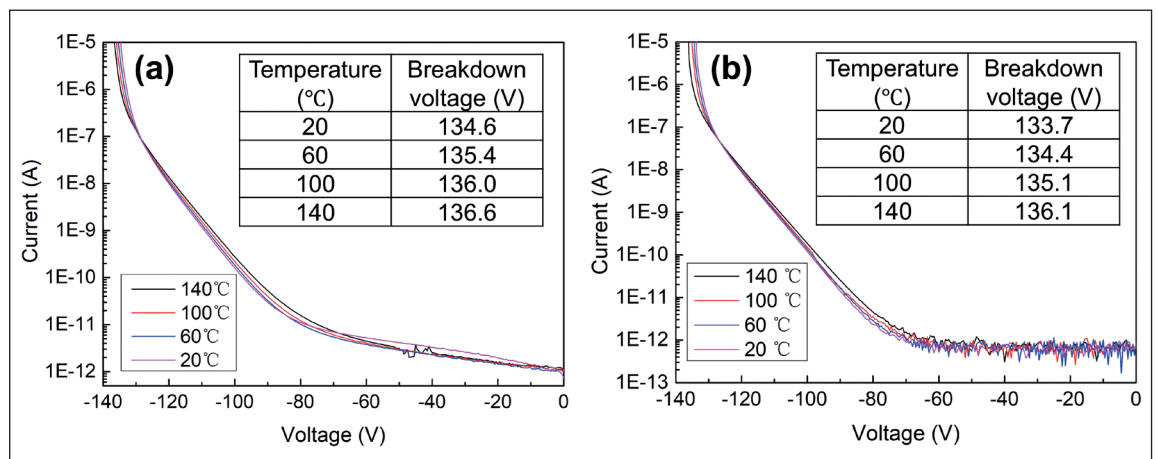 (a)
Temperature Breakdown
(℃) voltage (V)
20 134.6
60 135.4
100 136.0
140 136.6
1E-5
1E-6
1E-7
1E-8
1E-9
1E-10
1E-11
1E-12
Current (A)
140℃
100℃
60℃
20℃
-140 -120 -100 -80 -60 -40 -20 0
Voltage (V)
(b)
Temperature Breakdown
(℃) voltage (V)
20 133.7
60 134.4
100 135.1
140 136.1
1E-5
1E-6
1E-7
1E-8
1E-9
1E-10
1E-11
1E-12
1E-13
Current (A)
140 ℃
100 ℃
60 ℃
20 ℃
-140 -120 -100 -80 -60 -40 -20 0
Voltage (V)